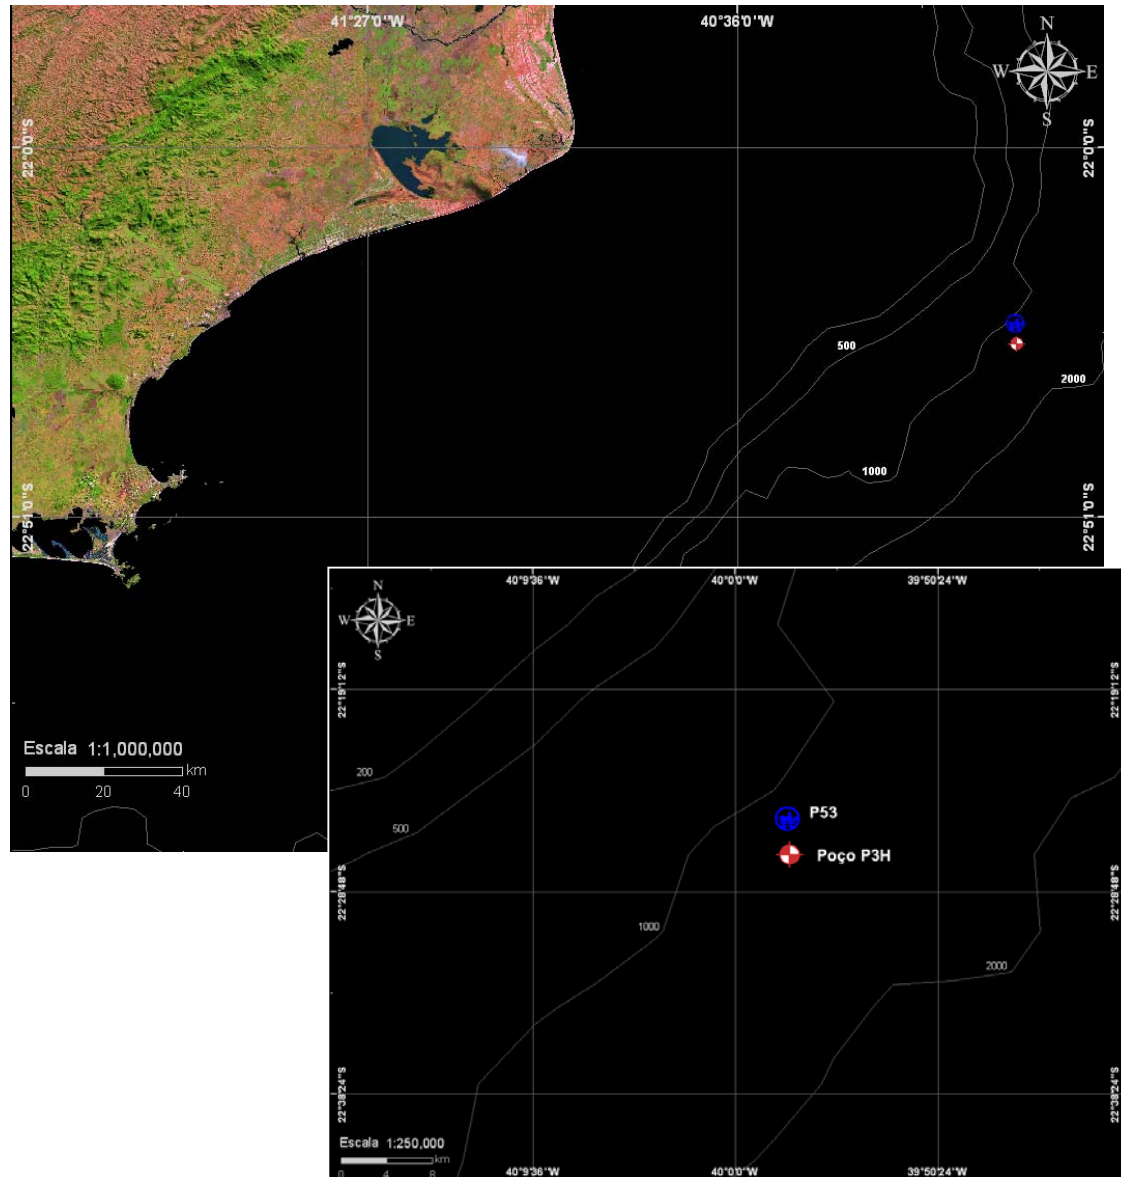 41°27'0"W
40°36'0"W
N
W E
S
22°0'0"S
22°0'0"S
500
2000
1000
22°51'0"S
22°51'0"S
Escala 1:1,000,000
km
0 20 40
40°9'36"W
40°0'0"W
39°50'24"W
N
W E
S
22°19'12"S
22°19'12"S
200
P53
500
Poço P3H
22°28'48"S
22°28'48"S
1000
2000
22°38'24"S
22°38'24"S
Escala 1:250,000
km
0 4 8
40°9'36"W
40°0'0"W
39°50'24"W